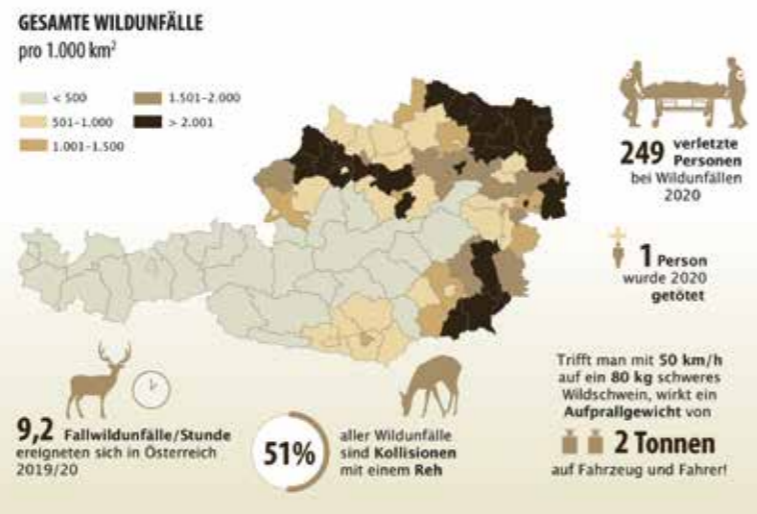 GESAMTE WILDUNFÄLLE
pro 1.000 km²
< 500
501–1.000
1.001–1.500
1.501–2.000
> 2.001
249 verletzte
Personen
bei Wildunfällen
2020
1 Person
wurde 2020
getötet
Trifft man mit 50 km/h
auf ein 80 kg schweres
Wildschwein, wirkt ein
Aufprallgewicht von
2 Tonnen
auf Fahrzeug und Fahrer!
9,2 Fallwildunfälle/Stunde
ereigneten sich in Österreich
2019/20
51%
aller Wildunfälle
sind Kollisionen
mit einem Reh